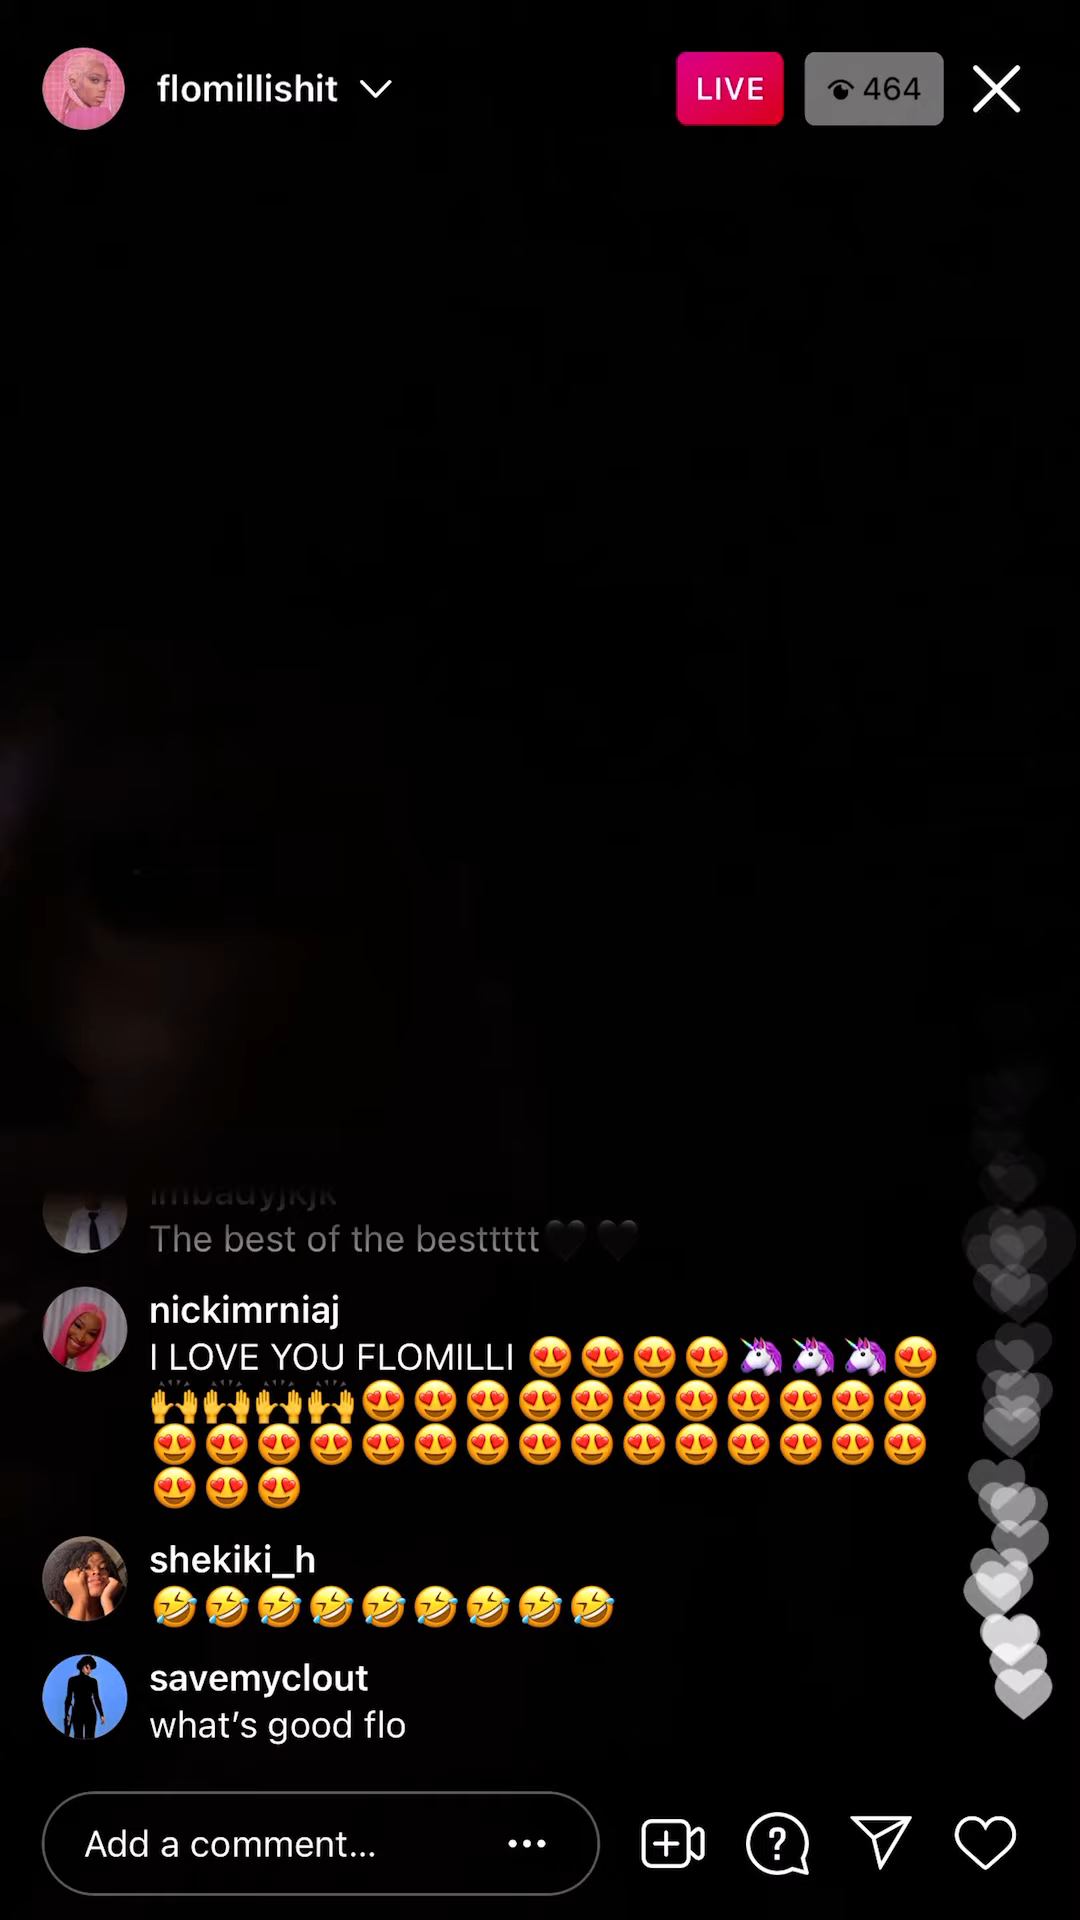 flomillishit
LIVE
464
The best of the besttttt🖤🖤
nickimrniaj
I LOVE YOU FLOMILLI 😍😍😍😍🦄🦄🦄😍
🙌🙌🙌🙌😍😍😍😍😍😍😍😍😍😍😍
😍😍😍😍😍😍😍😍😍😍😍😍😍😍😍
😍😍😍
shekiki_h
🤣🤣🤣🤣🤣🤣🤣🤣🤣
savemyclout
what’s good flo
Add a comment...